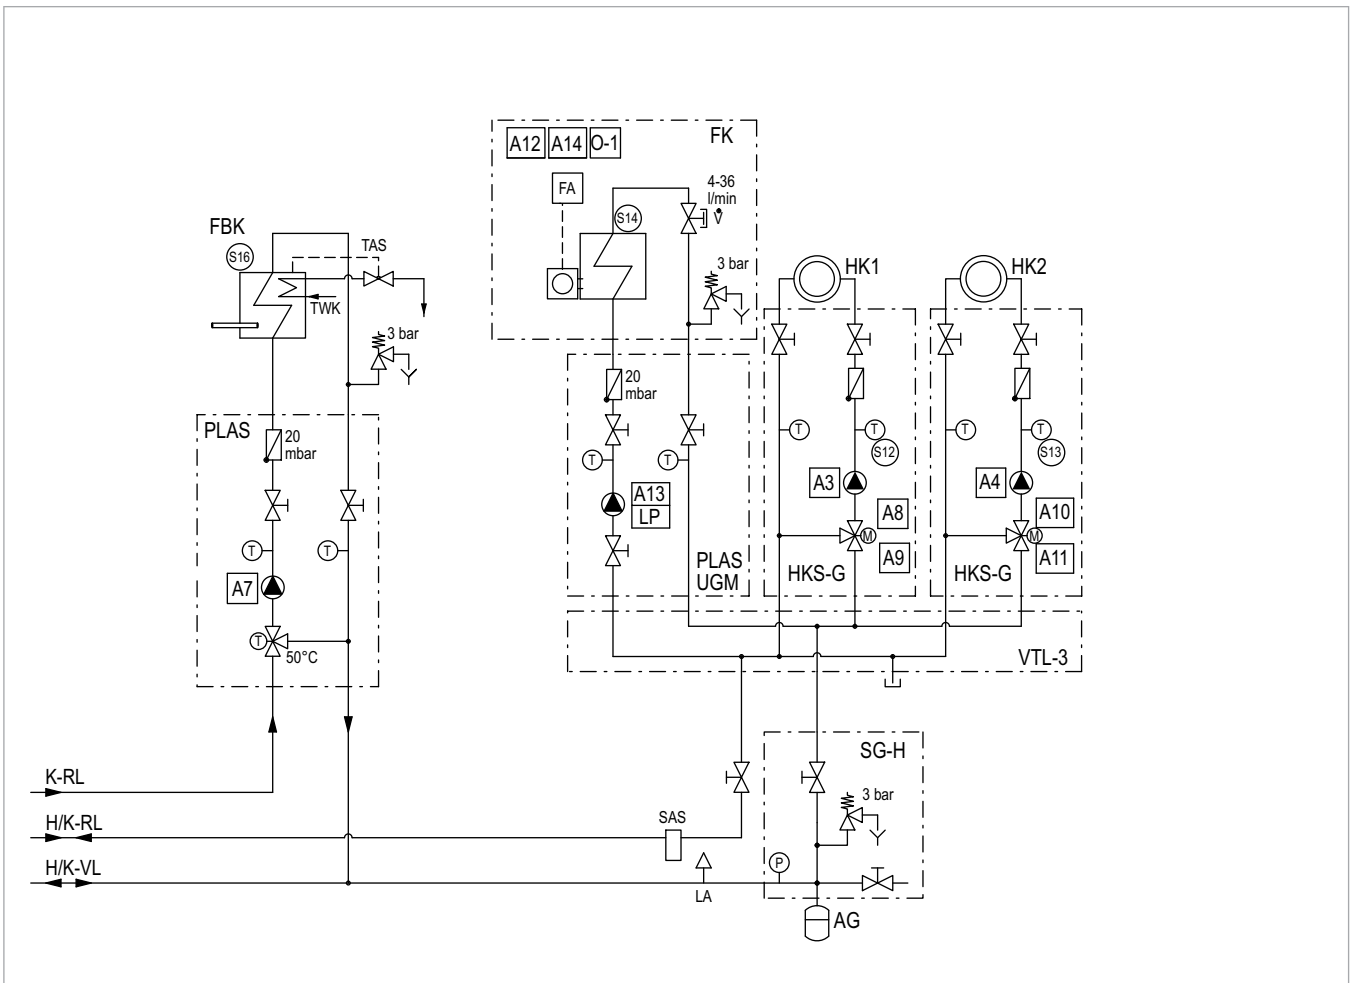 FK
A12 A14 O-1
FA
4-36
l/min
V̇
S14
3 bar
FBK
S16
TAS
TWK
3 bar
HK1
HK2
PLAS
20
mbar
T
T
A7
T
50°C
20
mbar
T
T
A13
LP
PLAS
UGM
T
T
S12
A3
A8
M
A9
HKS-G
T
T
S13
A4
A10
M
A11
HKS-G
VTL-3
SG-H
3 bar
K-RL
H/K-RL
SAS
H/K-VL
LA
P
AG